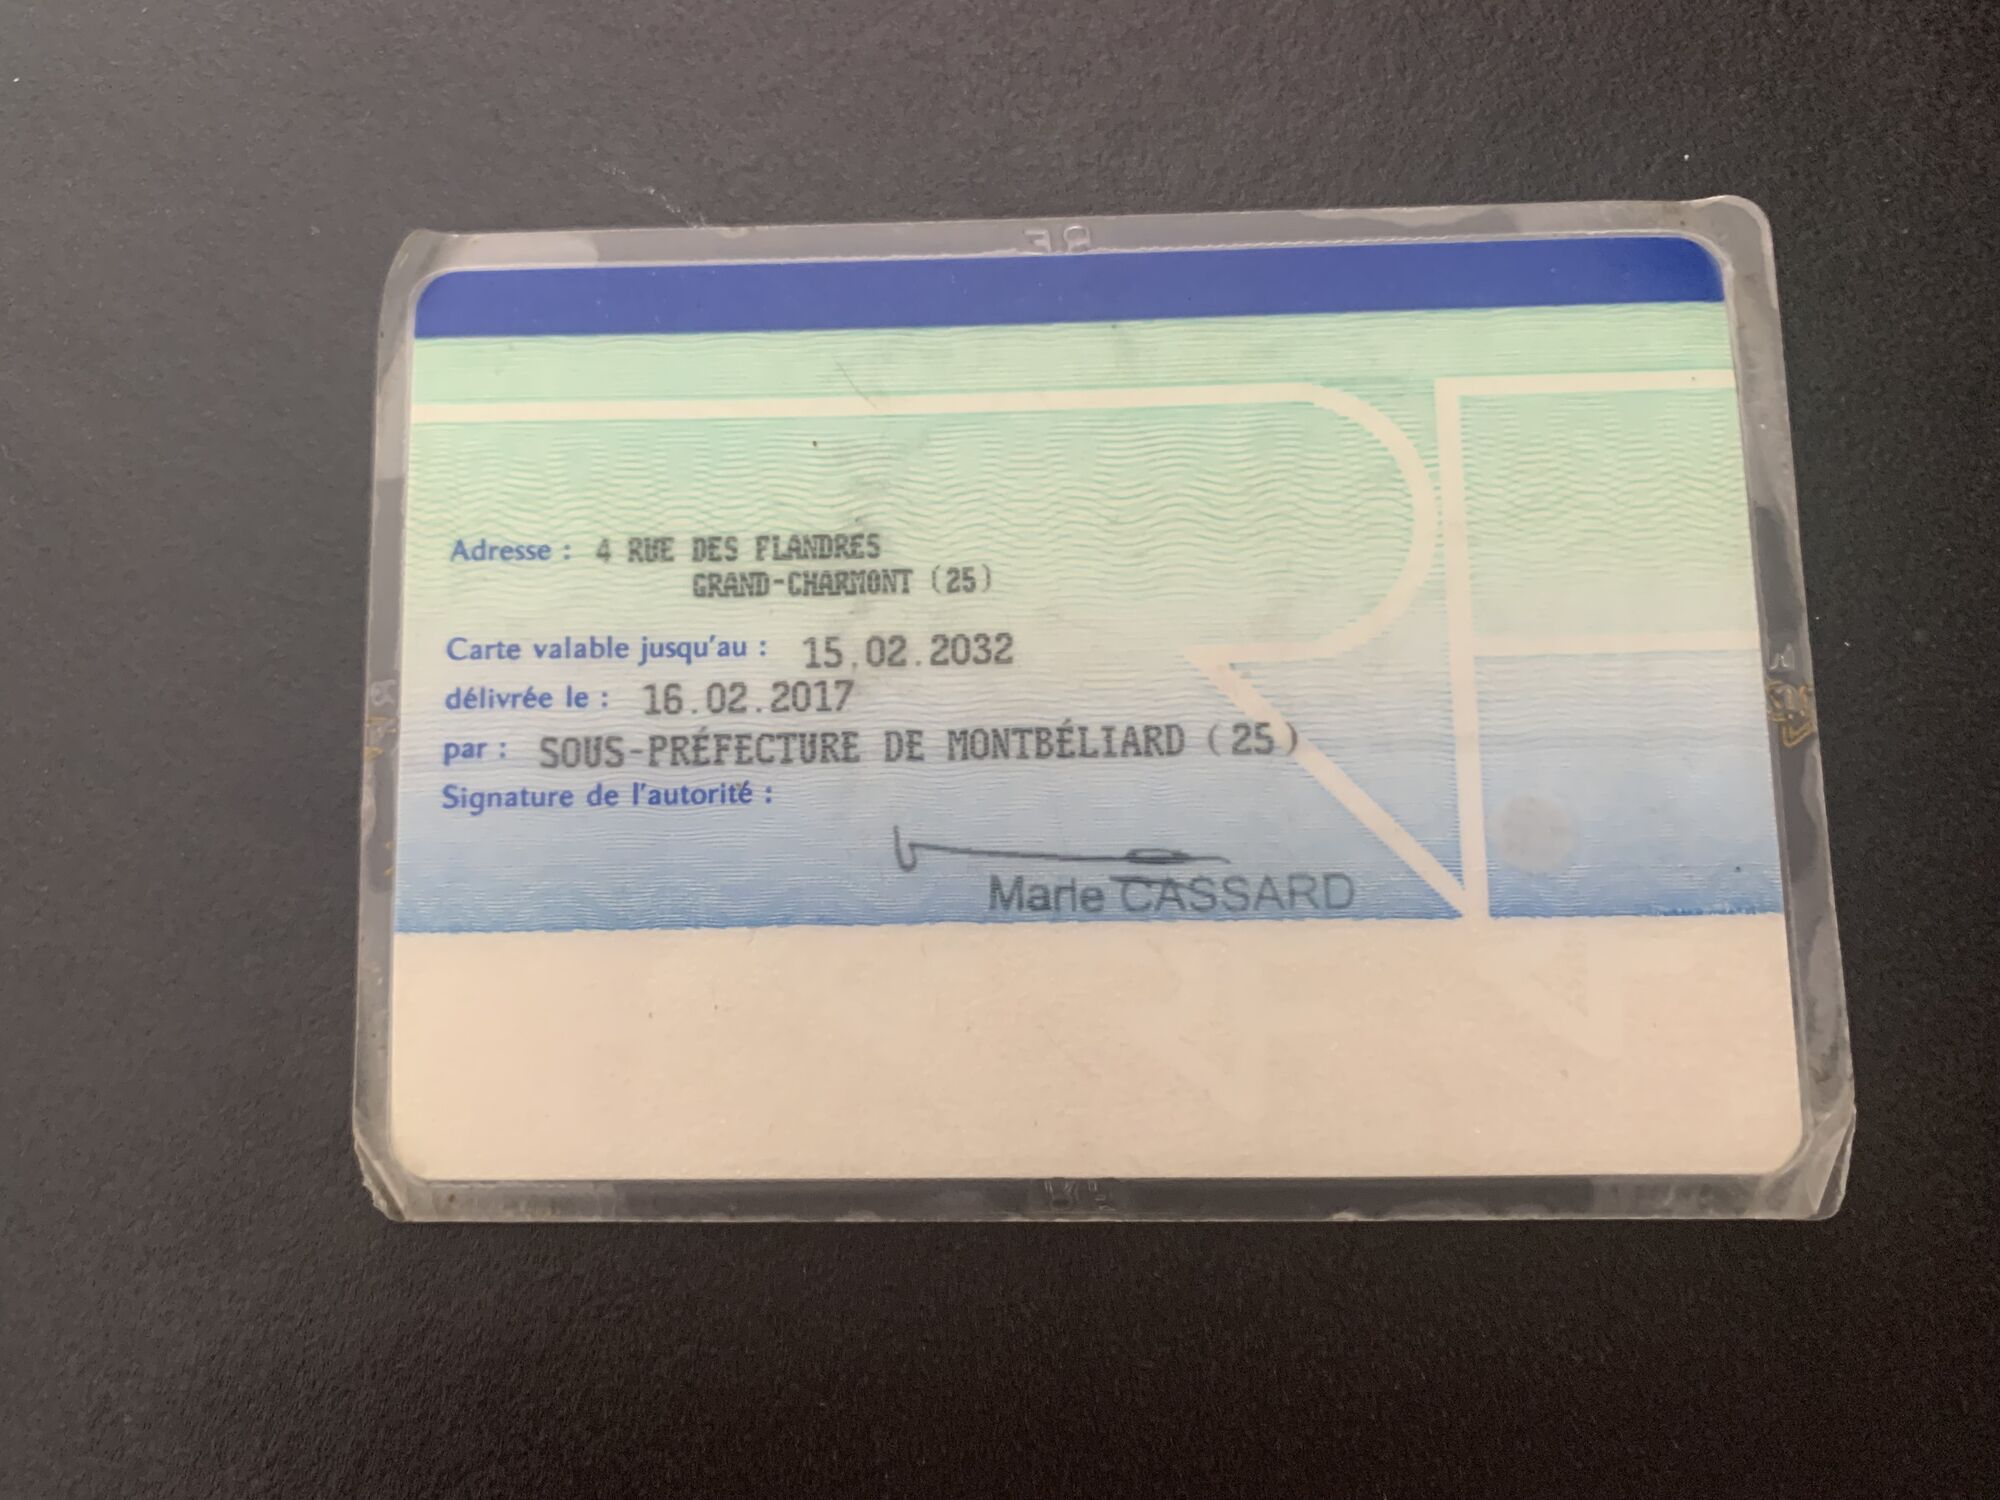 Adresse : 4 RUE DES FLANDRES
GRAND-CHARMONT (25)
Carte valable jusqu'au : 15.02.2032
délivrée le : 16.02.2017
par : SOUS-PRÉFECTURE DE MONTBÉLIARD (25)
Signature de l'autorité :
Marie CASSARD
RF